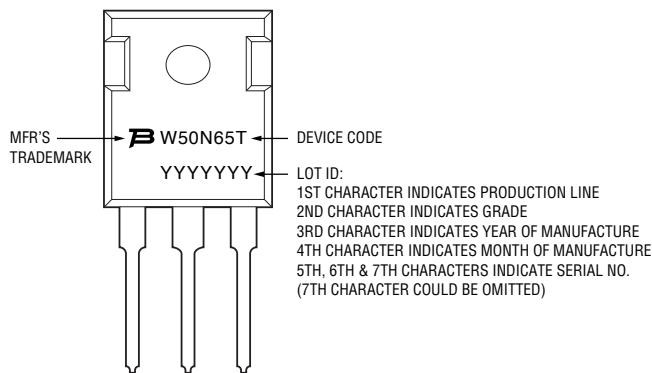 MFR'S
TRADEMARK
W50N65T
DEVICE CODE
YYYYYYY
LOT ID:
1ST CHARACTER INDICATES PRODUCTION LINE
2ND CHARACTER INDICATES GRADE
3RD CHARACTER INDICATES YEAR OF MANUFACTURE
4TH CHARACTER INDICATES MONTH OF MANUFACTURE
5TH, 6TH & 7TH CHARACTERS INDICATE SERIAL NO.
(7TH CHARACTER COULD BE OMITTED)